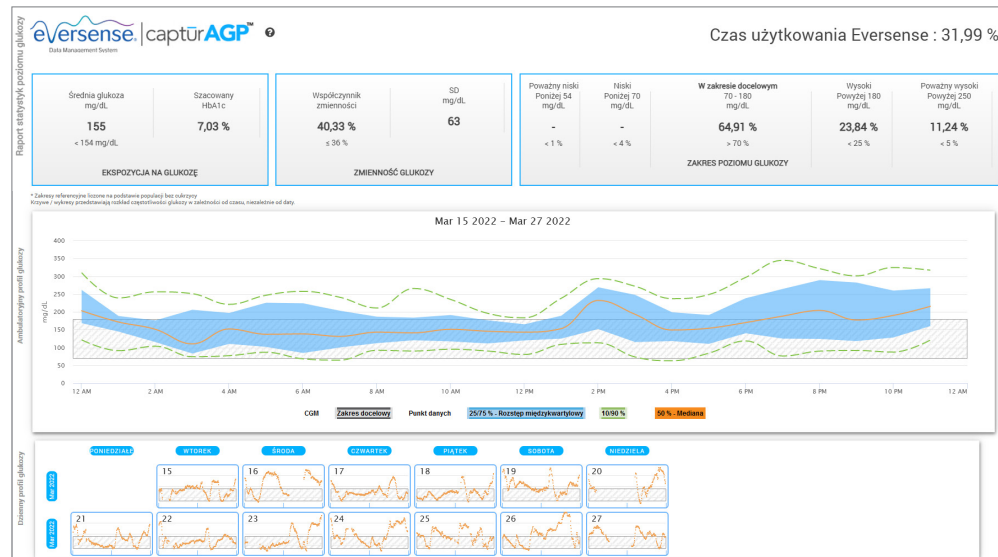 eversense. | captūrAGP™
Data Management System
Czas użytkowania Eversense : 31,99 %
Raport statystyk poziomu glukozy
Średnia glukoza
mg/dL
155
< 154 mg/dL
Szacowany
HbA1c
7,03 %
EKSPOZYCJA NA GLUKOZĘ
Współczynnik
zmienności
40,33 %
≤ 36 %
SD
mg/dL
63
ZMIENNOŚĆ GLUKOZY
Poważny niski
Poniżej 54
mg/dL
-
< 1 %
Niski
Poniżej 70
mg/dL
-
< 4 %
W zakresie docelowym
70 - 180
mg/dL
64,91 %
> 70 %
Wysoki
Powyżej 180
mg/dL
23,84 %
< 25 %
Poważny wysoki
Powyżej 250
mg/dL
11,24 %
< 5 %
ZAKRES POZIOMU GLUKOZY
* Zakresy referencyjne liczone na podstawie populacji bez cukrzycy
Krzywe / wykresy przedstawiają rozkład częstotliwości glukozy w zależności od czasu, niezależnie od daty.
Ambulatoryjny profil glukozy
Mar 15 2022 - Mar 27 2022
mg/dL
400
350
300
250
200
150
100
50
0
12 AM 2 AM 4 AM 6 AM 8 AM 10 AM 12 PM 2 PM 4 PM 6 PM 8 PM 10 PM 12 AM
CGM Zakres docelowy Punkt danych 25/75 % - Rozstęp międzykwartylowy 10/90 % 50 % - Mediana
Dzienny profil glukozy
PONIEDZIAŁE WTOREK ŚRODA CZWARTEK PIĄTEK SOBOTA NIEDZIELA
Mar 2022
15 16 17 18 19 20
Mar 2022
21 22 23 24 25 26 27